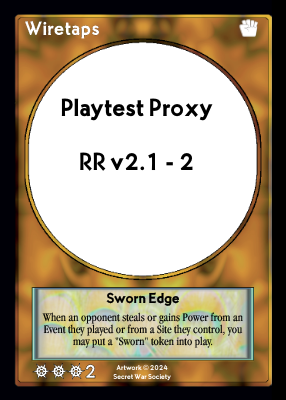 Wiretaps
Playtest Proxy
RR v2.1 - 2
Sworn Edge
When an opponent steals or gains Power from an
Event they played or from a Site they control, you
may put a "Sworn" token into play.
2
Artwork © 2024
Secret War Society